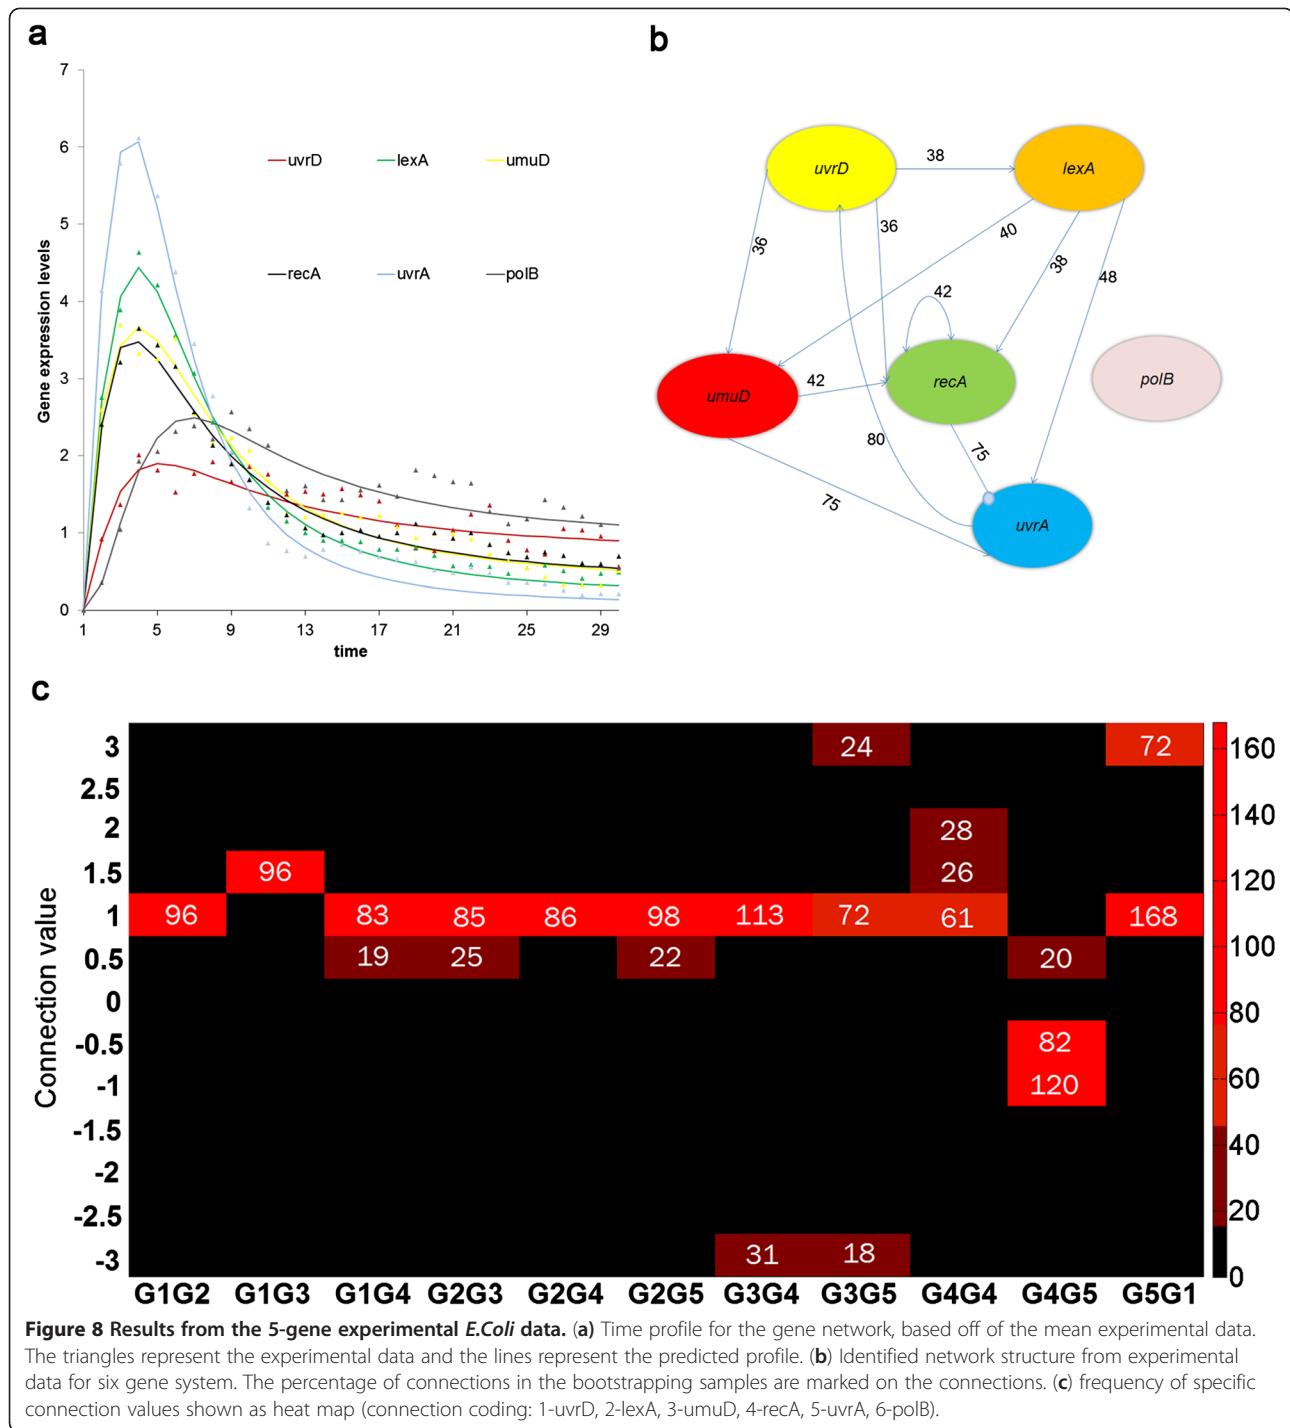 a
7
6
5
4
3
2
1
0
Gene expression levels
uvrD lexA umuD
recA uvrA polB
1 5 9 13 17 21 25 29
time
b
uvrD 38 lexA
36 36 40 38 48
42
umuD 42 recA polB
80 75
75
uvrA
c
Connection value
3 24 72 160
2.5
2 28 140
1.5 96 26 120
1 96 83 85 86 98 113 72 61 168
0.5 19 25 22 20 100
0 80
-0.5 82
-1 120 60
-1.5
-2 40
-2.5 20
-3 31 18 0
G1G2 G1G3 G1G4 G2G3 G2G4 G2G5 G3G4 G3G5 G4G4 G4G5 G5G1
Figure 8 Results from the 5-gene experimental E.Coli data. (a) Time profile for the gene network, based off of the mean experimental data.
The triangles represent the experimental data and the lines represent the predicted profile. (b) Identified network structure from experimental
data for six gene system. The percentage of connections in the bootstrapping samples are marked on the connections. (c) frequency of specific
connection values shown as heat map (connection coding: 1-uvrD, 2-lexA, 3-umuD, 4-recA, 5-uvrA, 6-polB).